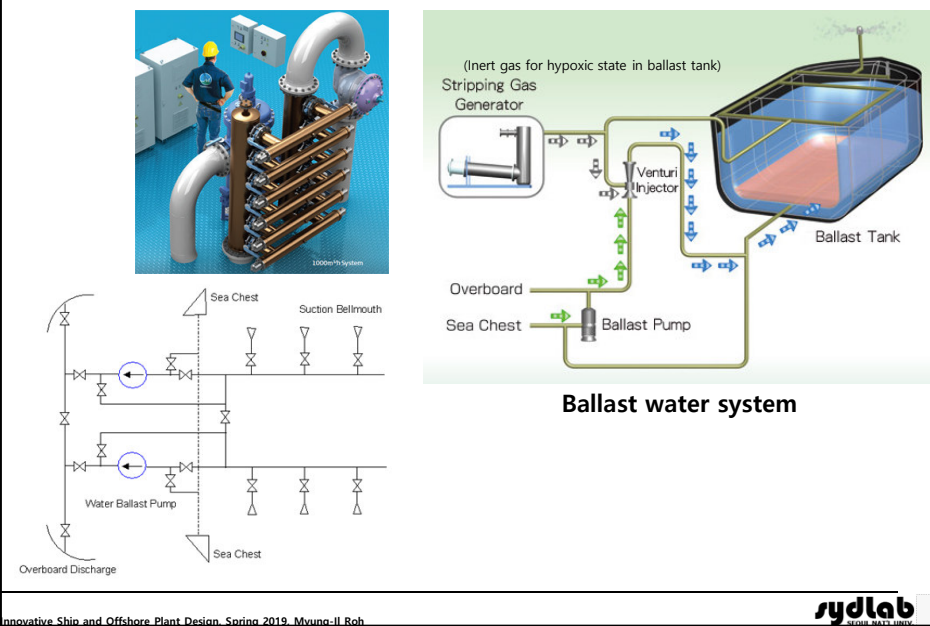 1000m³h System
(Inert gas for hypoxic state in ballast tank)
Stripping Gas
Generator
Venturi
Injector
Ballast Tank
Overboard
Sea Chest
Ballast Pump
Ballast water system
Sea Chest
Suction Bellmouth
Water Ballast Pump
Sea Chest
Overboard Discharge
nnovative Ship and Offshore Plant Design, Spring 2019, Myung-Il Roh
sydlab
SEOUL NAT'L UNIV.